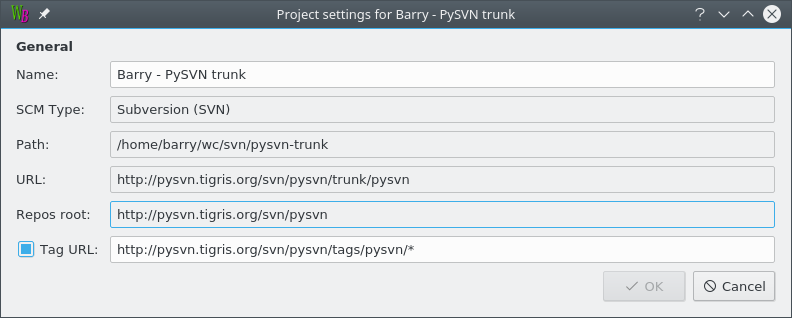 WB
Project settings for Barry - PySVN trunk
?
General
Name: Barry - PySVN trunk
SCM Type: Subversion (SVN)
Path: /home/barry/wc/svn/pysvn-trunk
URL: http://pysvn.tigris.org/svn/pysvn/trunk/pysvn
Repos root: http://pysvn.tigris.org/svn/pysvn
Tag URL: http://pysvn.tigris.org/svn/pysvn/tags/pysvn/*
OK Cancel